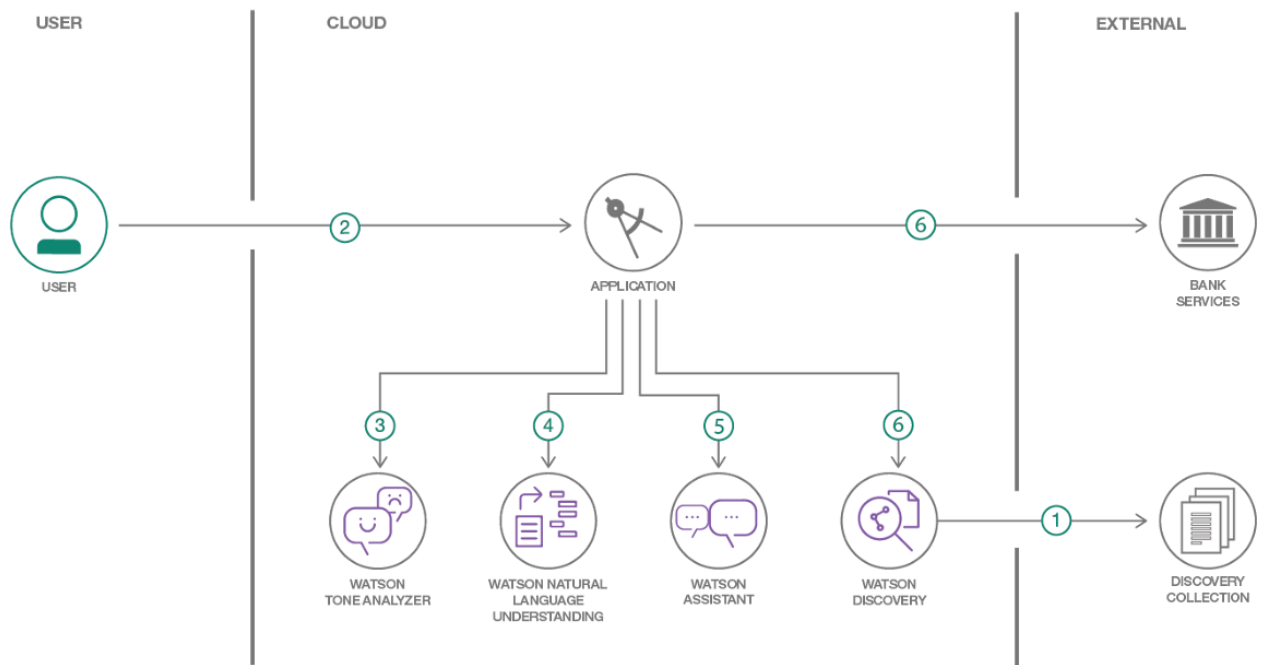 USER
CLOUD
EXTERNAL
2
6
USER
APPLICATION
BANK
SERVICES
3
4
5
6
1
WATSON
TONE ANALYZER
WATSON NATURAL
LANGUAGE
UNDERSTANDING
WATSON
ASSISTANT
WATSON
DISCOVERY
DISCOVERY
COLLECTION